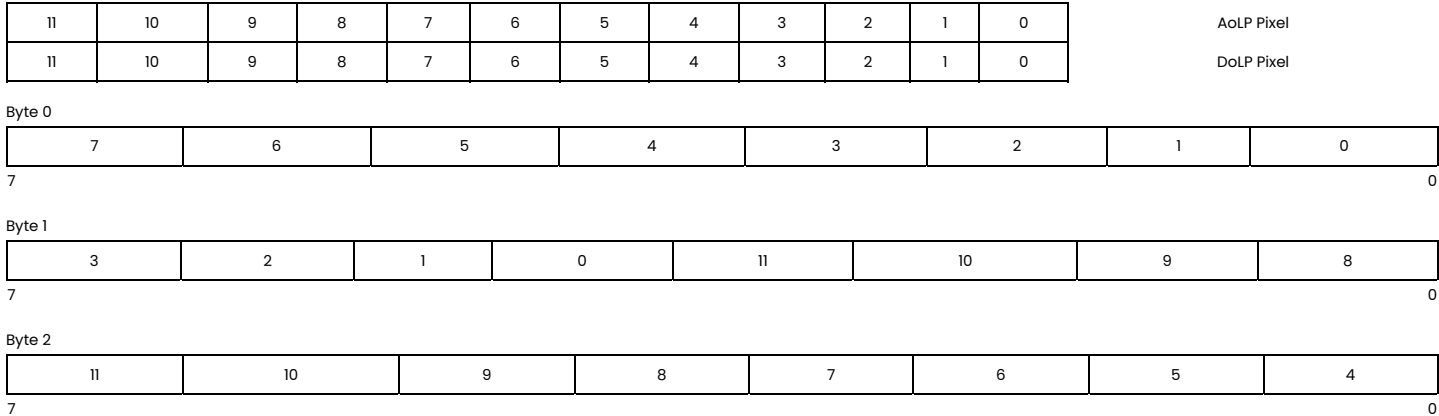 11 10 9 8 7 6 5 4 3 2 1 0 AoLP Pixel
11 10 9 8 7 6 5 4 3 2 1 0 DoLP Pixel
Byte 0
7 6 5 4 3 2 1 0
7 0
Byte 1
3 2 1 0 11 10 9 8
7 0
Byte 2
11 10 9 8 7 6 5 4
7 0